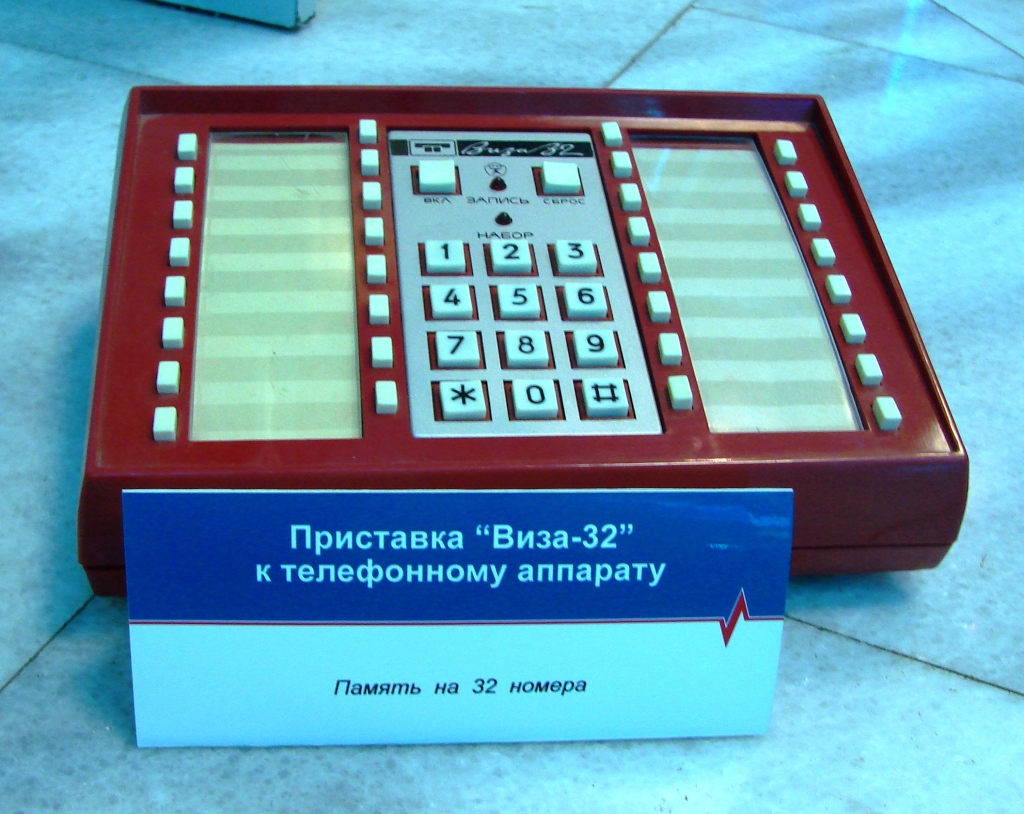 Виза 32
ВКЛ ЗАПИСЬ СБРОС
НАБОР
1 2 3
4 5 6
7 8 9
* 0 #
Приставка “Виза-32”
к телефонному аппарату
Память на 32 номера